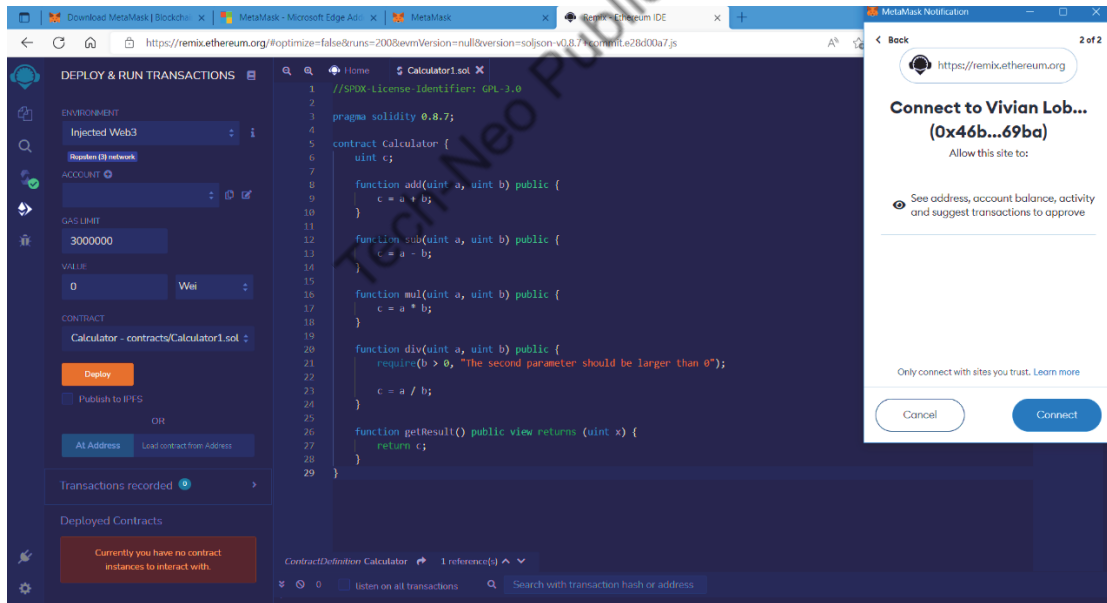 Download MetaMask | Blockchai
MetaMask - Microsoft Edge Add
MetaMask
Remix - Ethereum IDE
MetaMask Notification
https://remix.ethereum.org/#optimize=false&runs=200&evmVersion=null&version=soljson-v0.8.7+commit.e28d00a7.js
DEPLOY & RUN TRANSACTIONS
ENVIRONMENT
Injected Web3
Ropsten (3) network
ACCOUNT
GAS LIMIT
3000000
VALUE
0
Wei
CONTRACT
Calculator - contracts/Calculator1.sol
Deploy
Publish to IPFS
OR
At Address
Load contract from Address
Transactions recorded 0
Deployed Contracts
Currently you have no contract
instances to interact with.
Home
Calculator1.sol
1 //SPDX-License-Identifier: GPL-3.0
2
3 pragma solidity 0.8.7;
4
5 contract Calculator {
6 uint c;
7
8 function add(uint a, uint b) public {
9 c = a + b;
10 }
11
12 function sub(uint a, uint b) public {
13 c = a - b;
14 }
15
16 function mul(uint a, uint b) public {
17 c = a * b;
18 }
19
20 function div(uint a, uint b) public {
21 require(b > 0, "The second parameter should be larger than 0");
22
23 c = a / b;
24 }
25
26 function getResult() public view returns (uint x) {
27 return c;
28 }
29 }
ContractDefinition Calculator 1 reference(s)
0
listen on all transactions
Search with transaction hash or address
Back
2 of 2
https://remix.ethereum.org
Connect to Vivian Lob...
(0x46b...69ba)
Allow this site to:
See address, account balance, activity
and suggest transactions to approve
Only connect with sites you trust. Learn more
Cancel
Connect
Tech-Neo